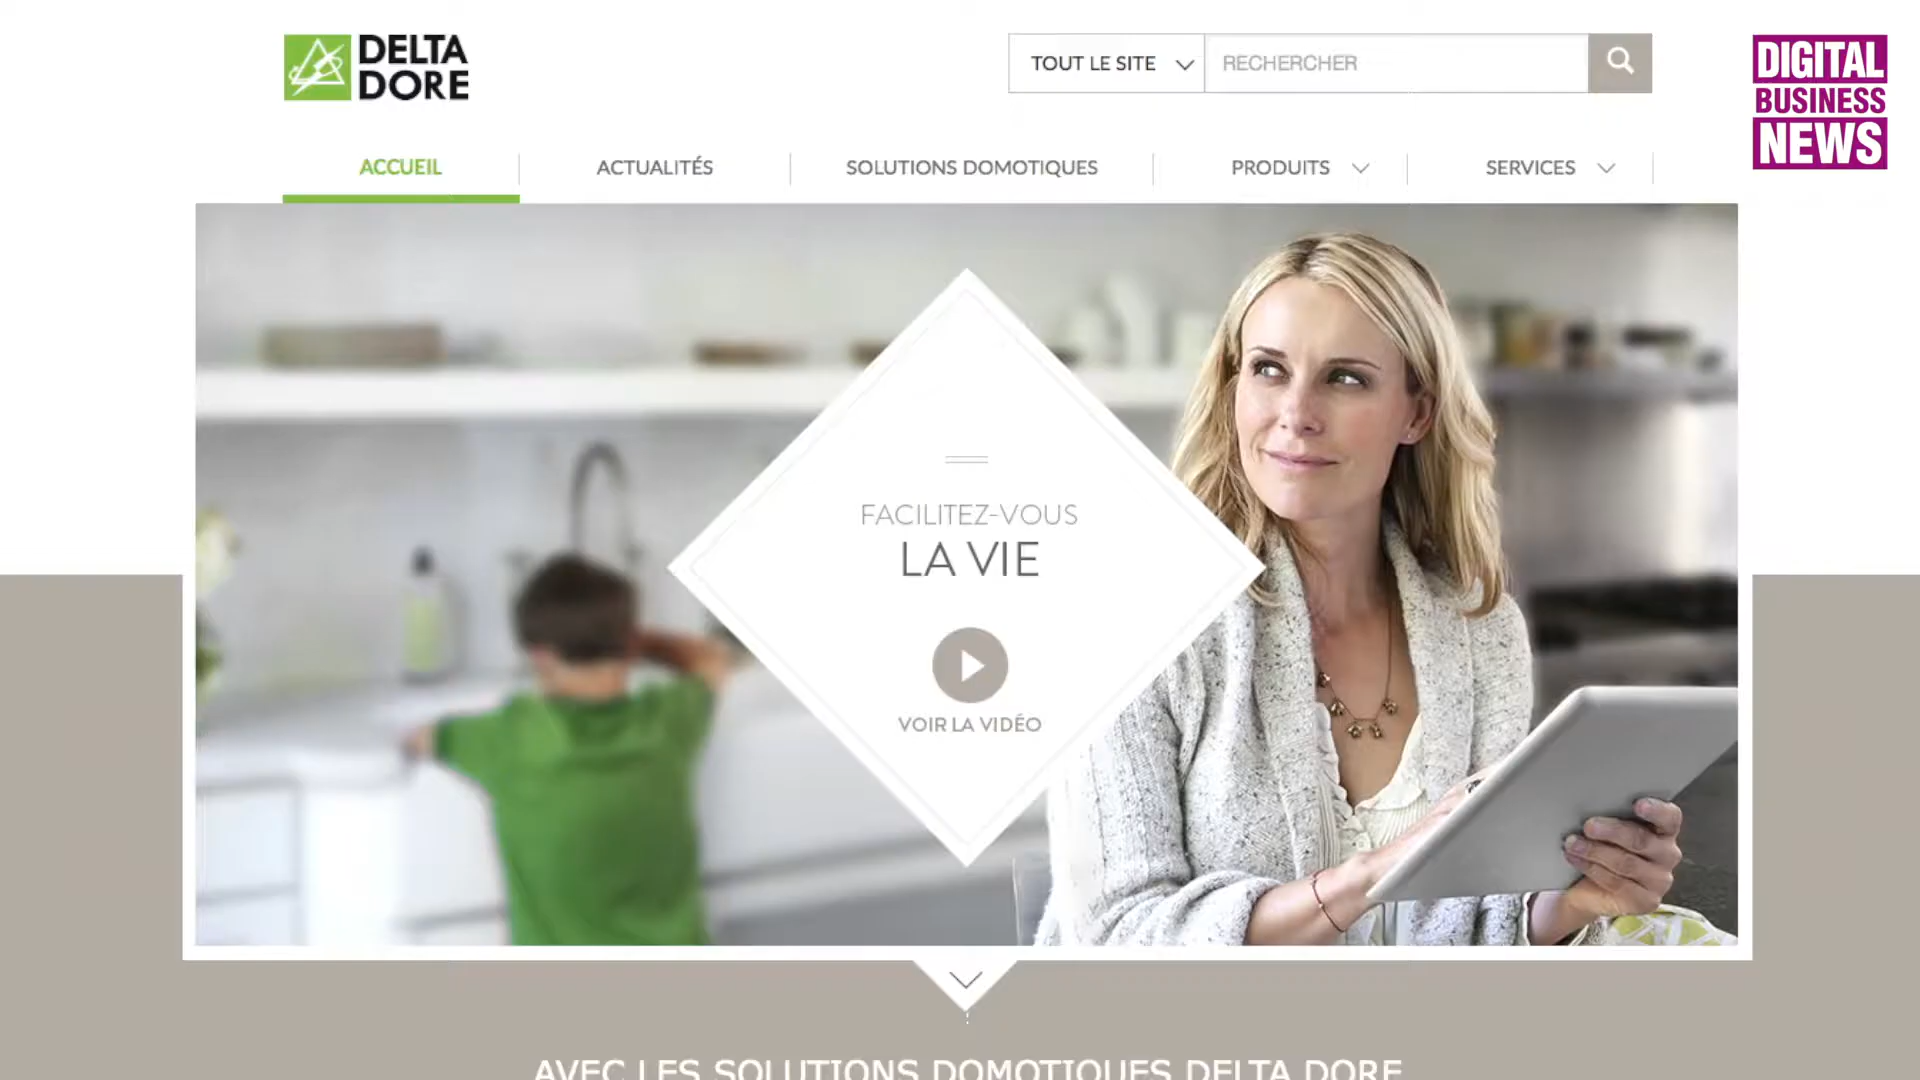 DELTA
DORE
TOUT LE SITE
RECHERCHER
DIGITAL
BUSINESS
NEWS
ACCUEIL
ACTUALITÉS
SOLUTIONS DOMOTIQUES
PRODUITS
SERVICES
FACILITEZ-VOUS
LA VIE
VOIR LA VIDÉO
AVEC LES SOLUTIONS DOMOTIQUES DELTA DORE